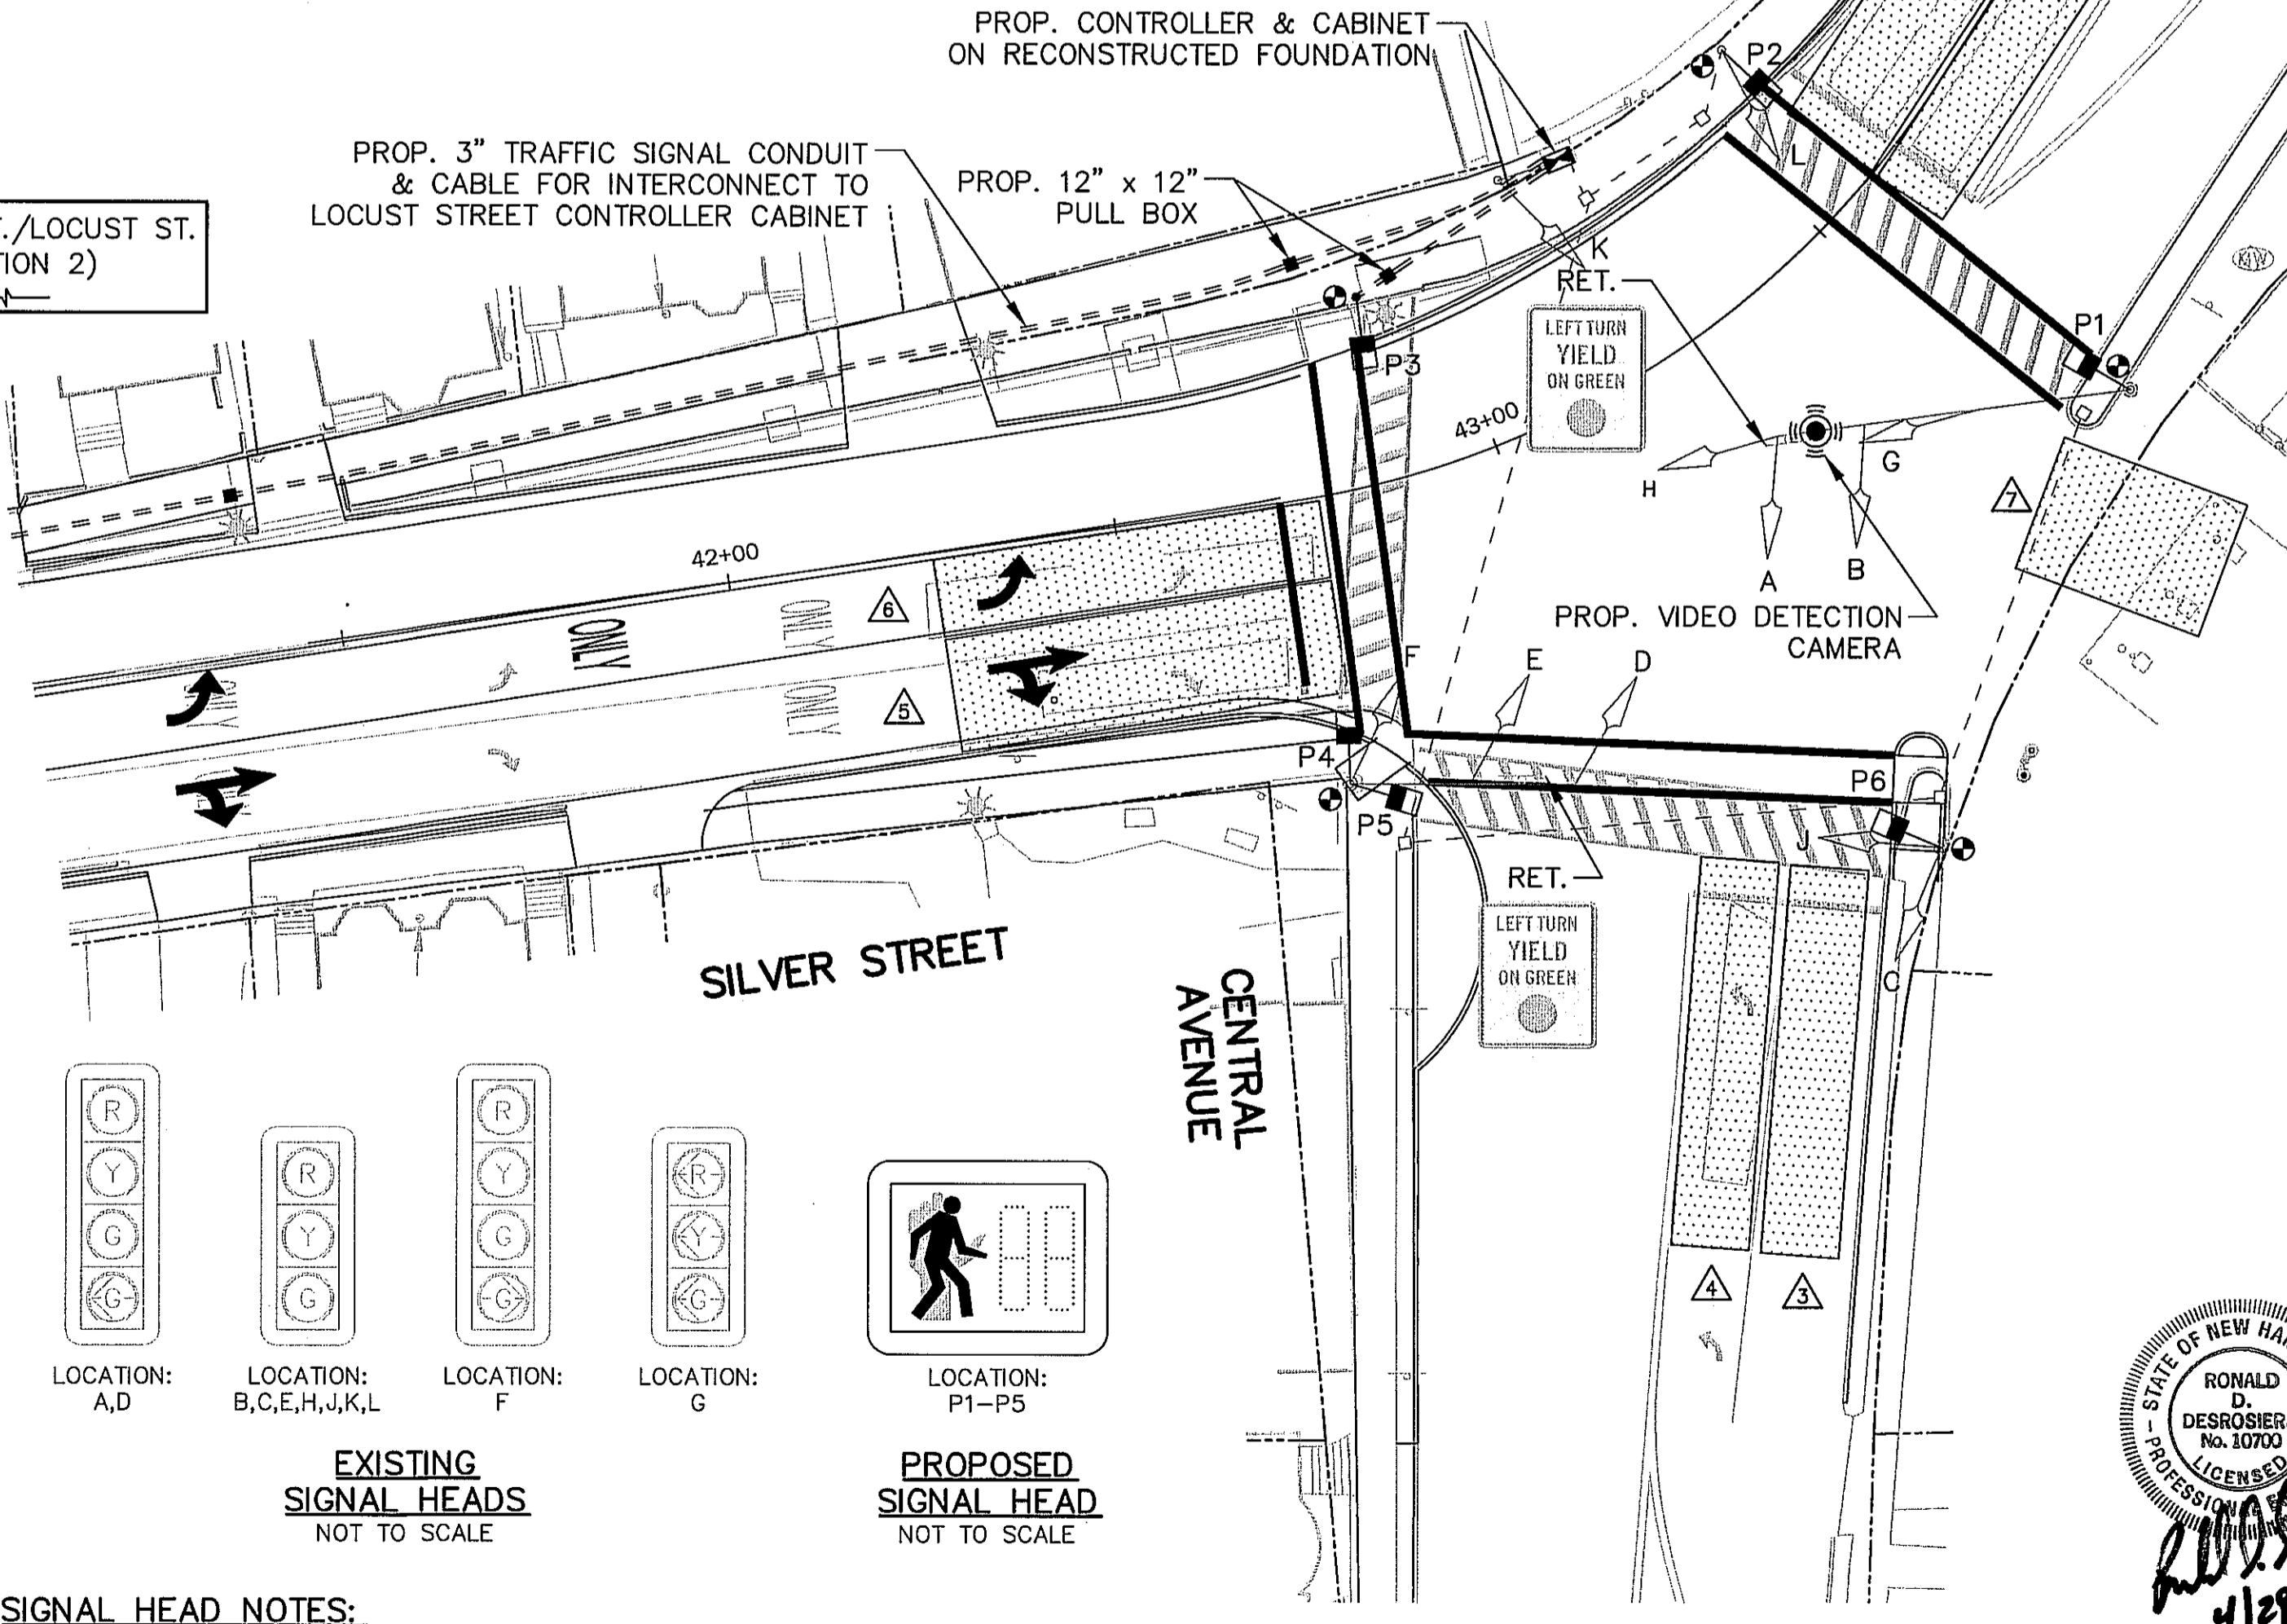 PROP. CONTROLLER & CABINET
ON RECONSTRUCTED FOUNDATION
P2
PROP. 3" TRAFFIC SIGNAL CONDUIT
& CABLE FOR INTERCONNECT TO
LOCUST STREET CONTROLLER CABINET
PROP. 12" x 12"
PULL BOX
L
./LOCUST ST.
TION 2)
K
RET.
P1
P3
LEFT TURN
YIELD
ON GREEN
43+00
H
G
7
A
B
42+00
ONLY
ONLY
ONLY
ONLY
6
5
PROP. VIDEO DETECTION
CAMERA
F
E
D
P4
P5
P6
J
RET.
LEFT TURN
YIELD
ON GREEN
C
SILVER STREET
CENTRAL
AVENUE
4
3
R
Y
G
G
R
Y
G
R
Y
G
G
R
Y
G
LOCATION:
A,D
LOCATION:
B,C,E,H,J,K,L
LOCATION:
F
LOCATION:
G
LOCATION:
P1–P5
EXISTING
SIGNAL HEADS
NOT TO SCALE
PROPOSED
SIGNAL HEAD
NOT TO SCALE
STATE OF NEW HA
RONALD
D.
DESROSIER
No. 10700
LICENSED
PROFESSIONAL
SIGNAL HEAD NOTES: